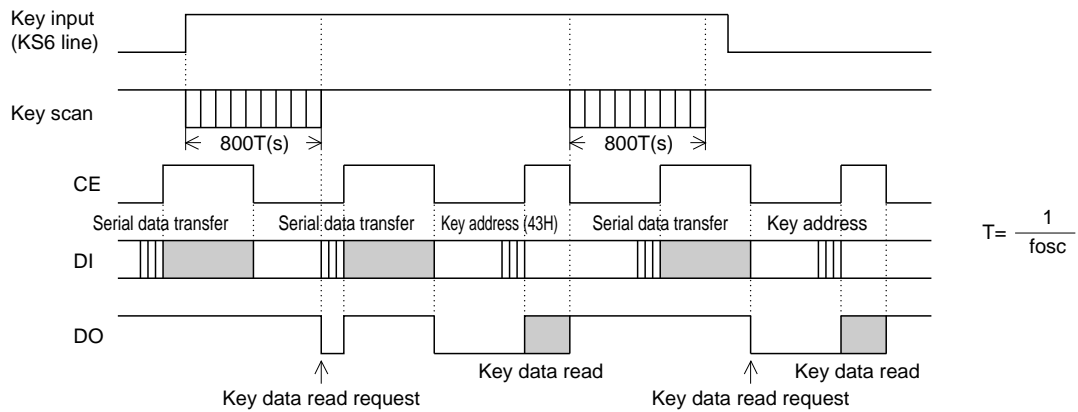 Key input
(KS6 line)
Key scan
800T(s) 800T(s)
CE
Serial data transfer Serial data transfer Key address (43H) Serial data transfer Key address
T= 1
fosc
DI
DO
Key data read Key data read
Key data read request Key data read request